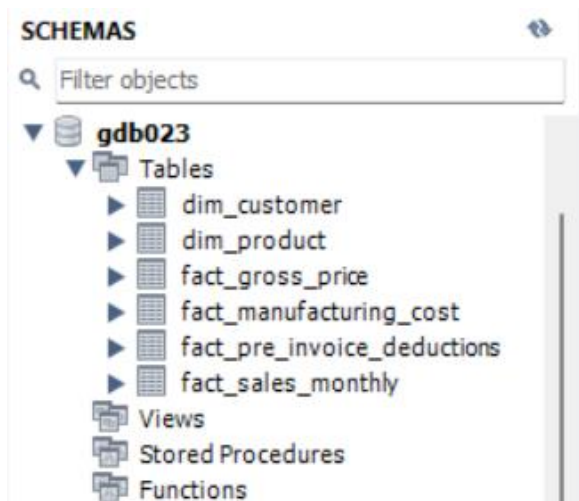 SCHEMAS
Filter objects
gdb023
Tables
dim_customer
dim_product
fact_gross_price
fact_manufacturing_cost
fact_pre_invoice_deductions
fact_sales_monthly
Views
Stored Procedures
Functions